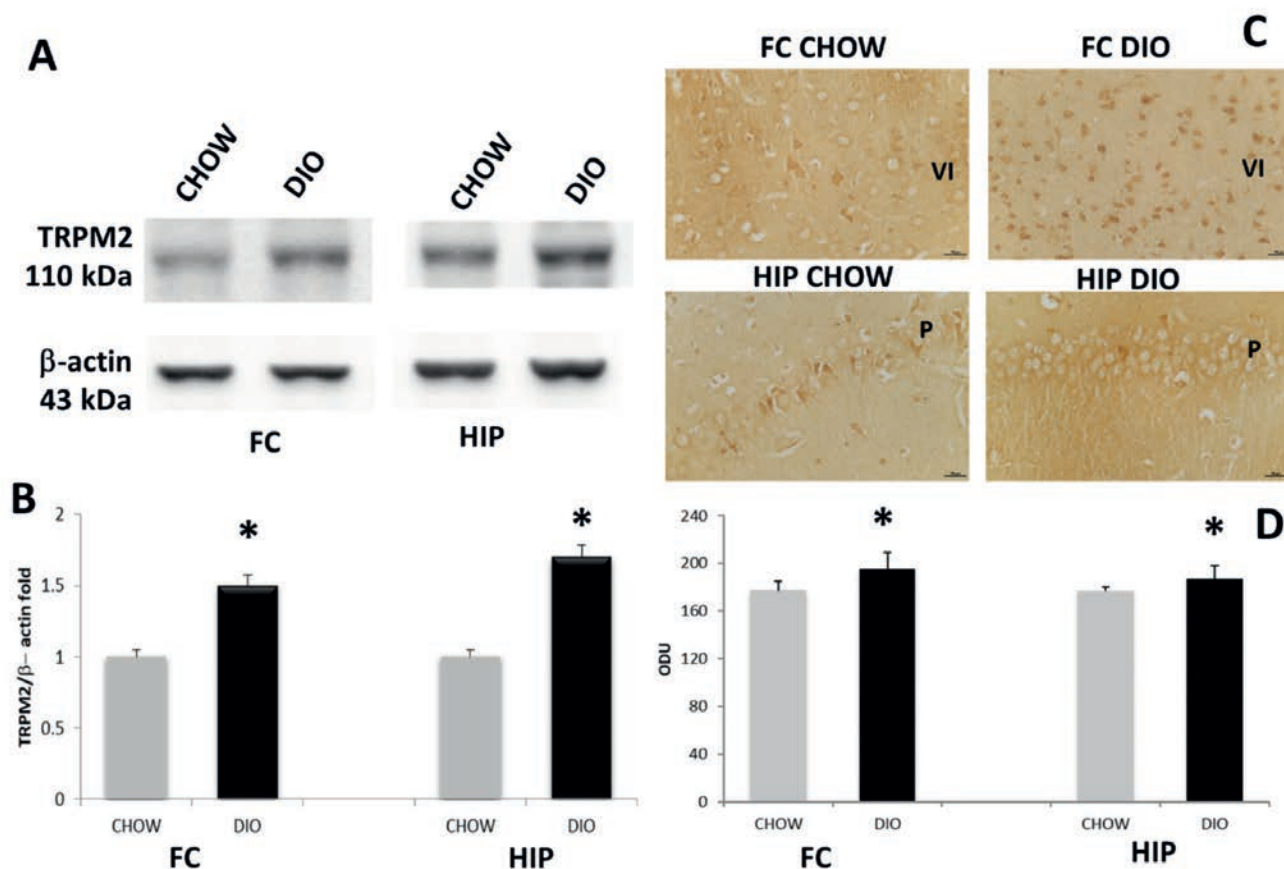 A
CHOW
DIO
CHOW
DIO
TRPM2
110 kDa
β-actin
43 kDa
FC
HIP
B
TRPM2/β– actin fold
2
1.5
1
0.5
0
CHOW
DIO
CHOW
DIO
FC
HIP
C
FC CHOW
FC DIO
VI
VI
HIP CHOW
HIP DIO
P
P
D
ODU
240
200
160
120
80
40
0
*
*
*
*
CHOW
DIO
CHOW
DIO
FC
HIP